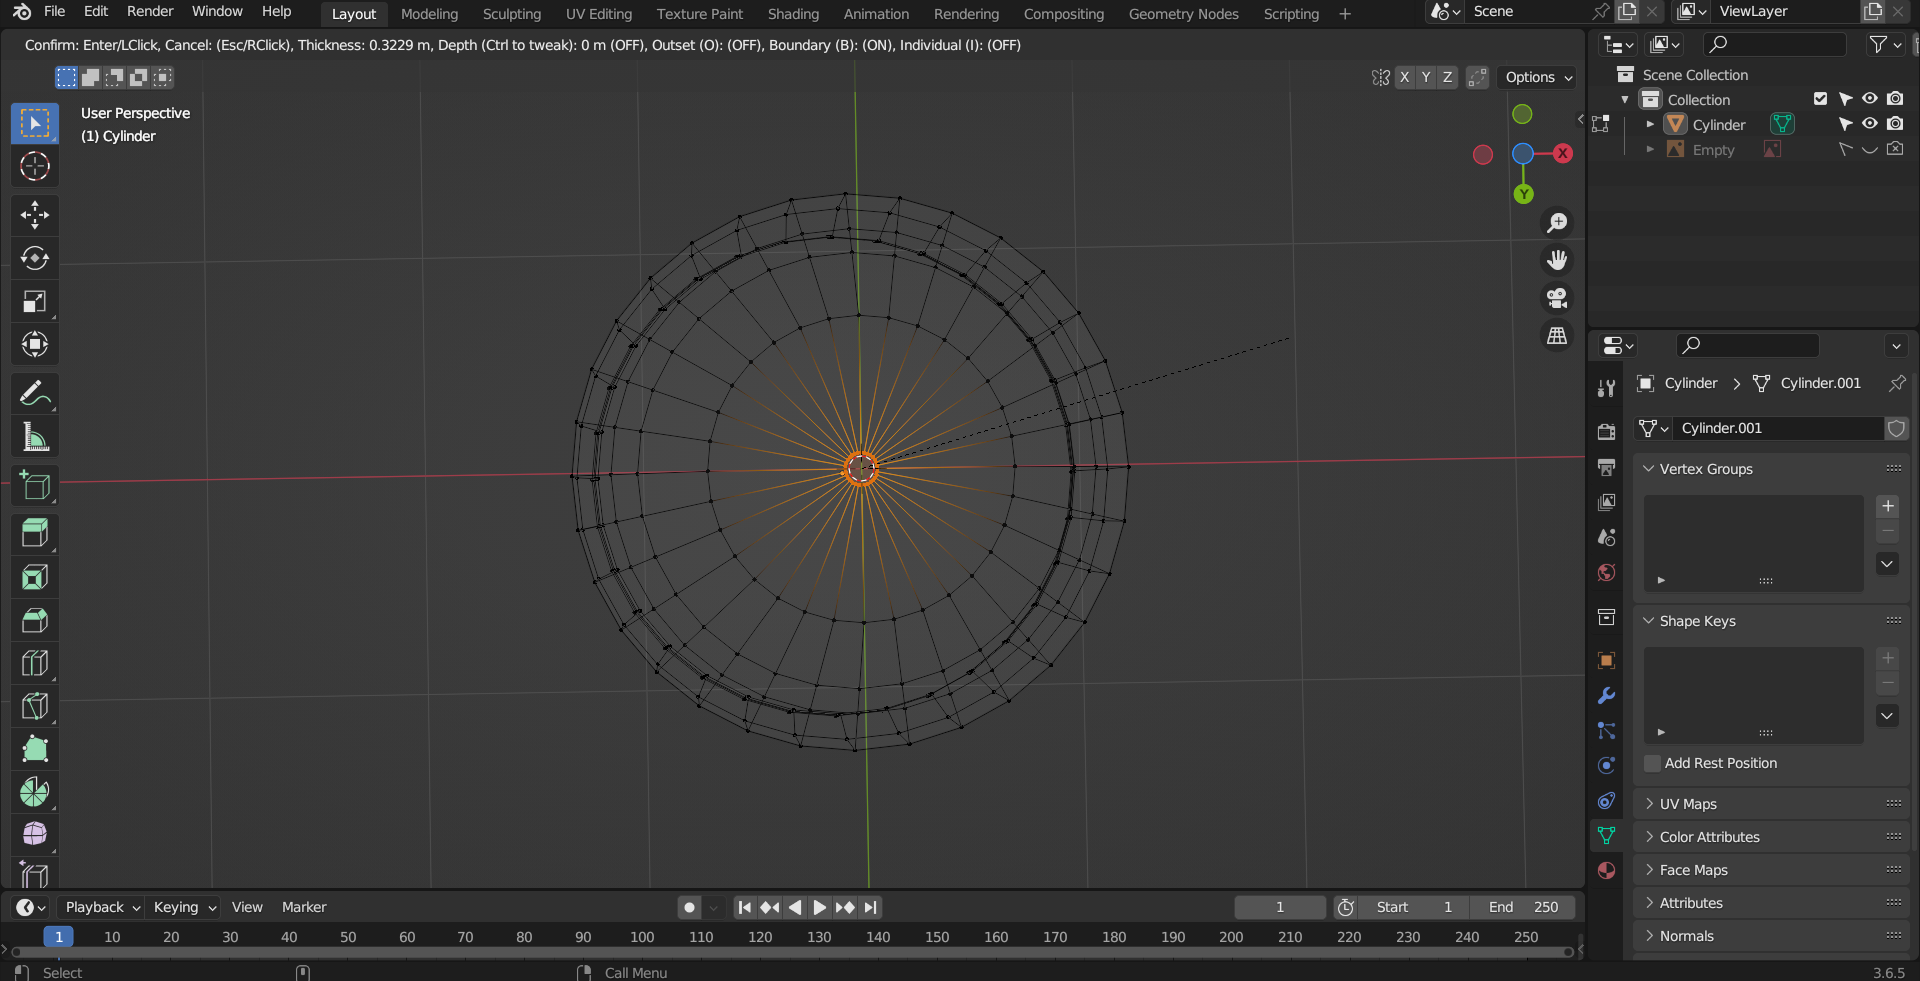 File Edit Render Window Help Layout Modeling Sculpting UV Editing Texture Paint Shading Animation Rendering Compositing Geometry Nodes Scripting + Scene ViewLayer
Confirm: Enter/LClick, Cancel: (Esc/RClick), Thickness: 0.3229 m, Depth (Ctrl to tweak): 0 m (OFF), Outset (O): (OFF), Boundary (B): (ON), Individual (I): (OFF)
X Y Z Options
User Perspective
(1) Cylinder
X
Y
Scene Collection
Collection
Cylinder
Empty
Cylinder > Cylinder.001
Cylinder.001
Vertex Groups
Shape Keys
Add Rest Position
UV Maps
Color Attributes
Face Maps
Attributes
Normals
Playback Keying View Marker 1 Start 1 End 250
1 10 20 30 40 50 60 70 80 90 100 110 120 130 140 150 160 170 180 190 200 210 220 230 240 250
Select Call Menu 3.6.5